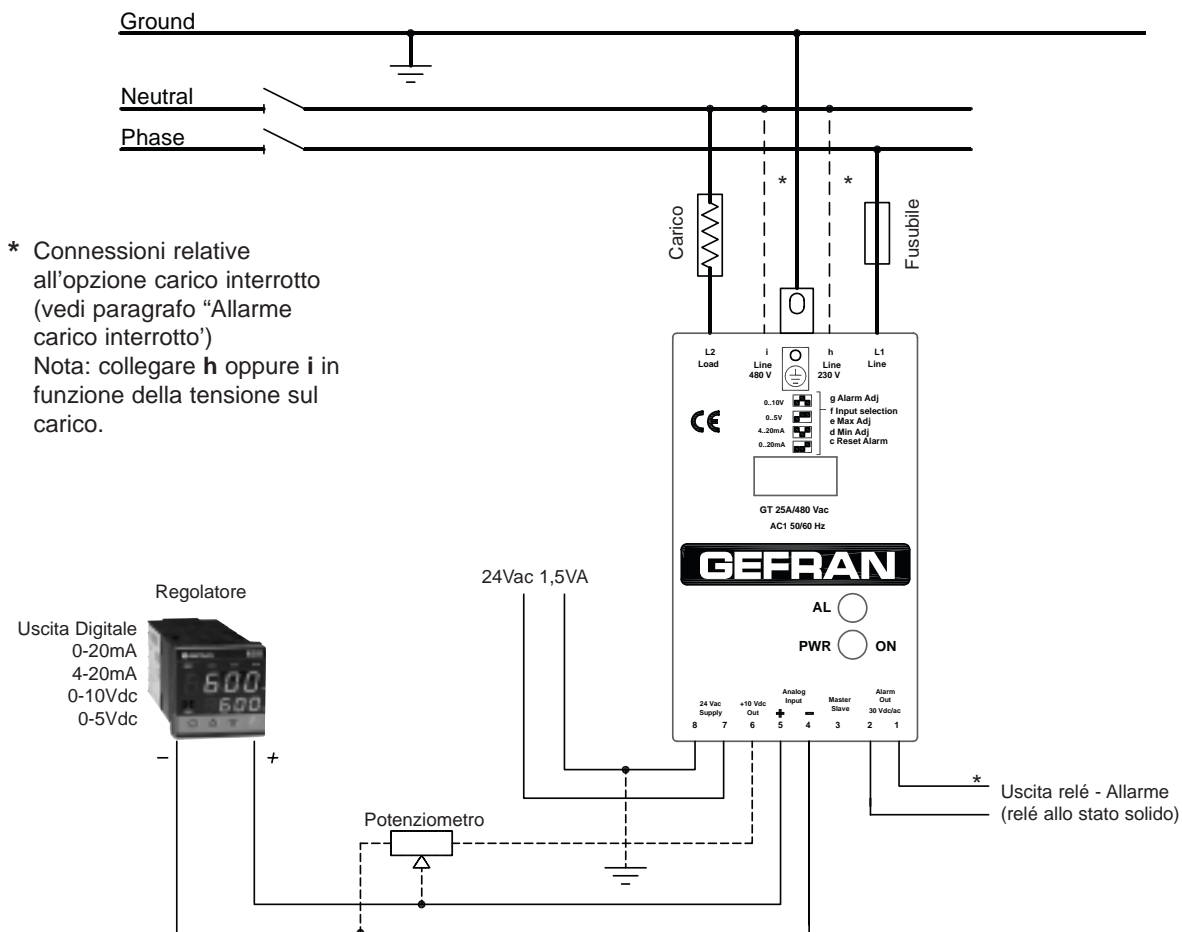 Ground
Neutral
Phase
*
*
Carico
Fusubile
* Connessioni relative
all'opzione carico interrotto
(vedi paragrafo “Allarme
carico interrotto’)
Nota: collegare h oppure i in
funzione della tensione sul
carico.
L2
Load
i
Line
480 V
h
Line
230 V
L1
Line
0..10V
0..5V
4..20mA
0..20mA
g Alarm Adj
f Input selection
e Max Adj
d Min Adj
c Reset Alarm
CE
GT 25A/480 Vac
AC1 50/60 Hz
GEFRAN
AL
PWR
ON
24Vac 1,5VA
Regolatore
Uscita Digitale
0-20mA
4-20mA
0-10Vdc
0-5Vdc
600
600
24 Vac
Supply
+10 Vdc
Out
Analog
Input
+ −
Master
Slave
Alarm
Out
30 Vdc/ac
8 7 6 5 4 3 2 1
− +
Potenziometro
*
Uscita relé - Allarme
(relé allo stato solido)